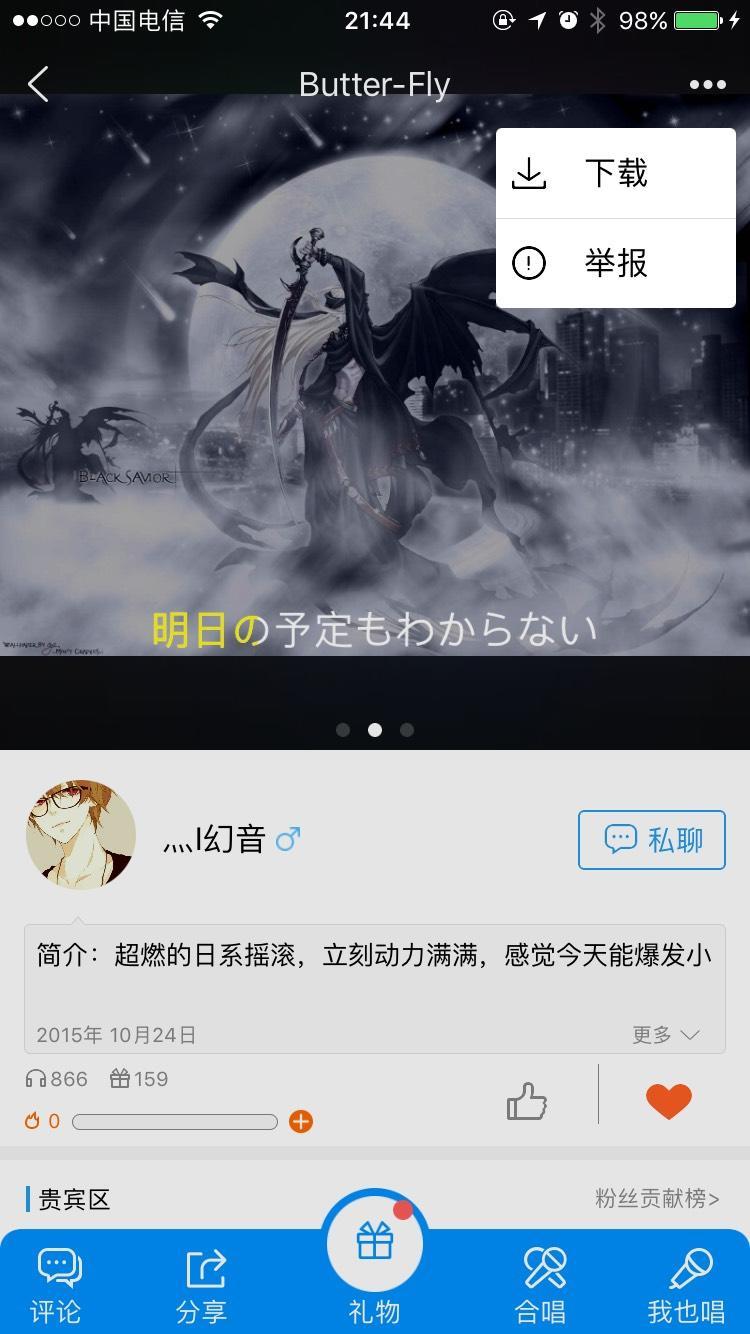 中国电信
21:44
98%
Butter-Fly
下载
举报
BLACK SAVIOR
明日の予定もわからない
灬I幻音
私聊
简介：超燃的日系摇滚，立刻动力满满，感觉今天能爆发小
2015年 10月24日
更多
866
159
0
贵宾区
粉丝贡献榜>
评论
分享
礼物
合唱
我也唱